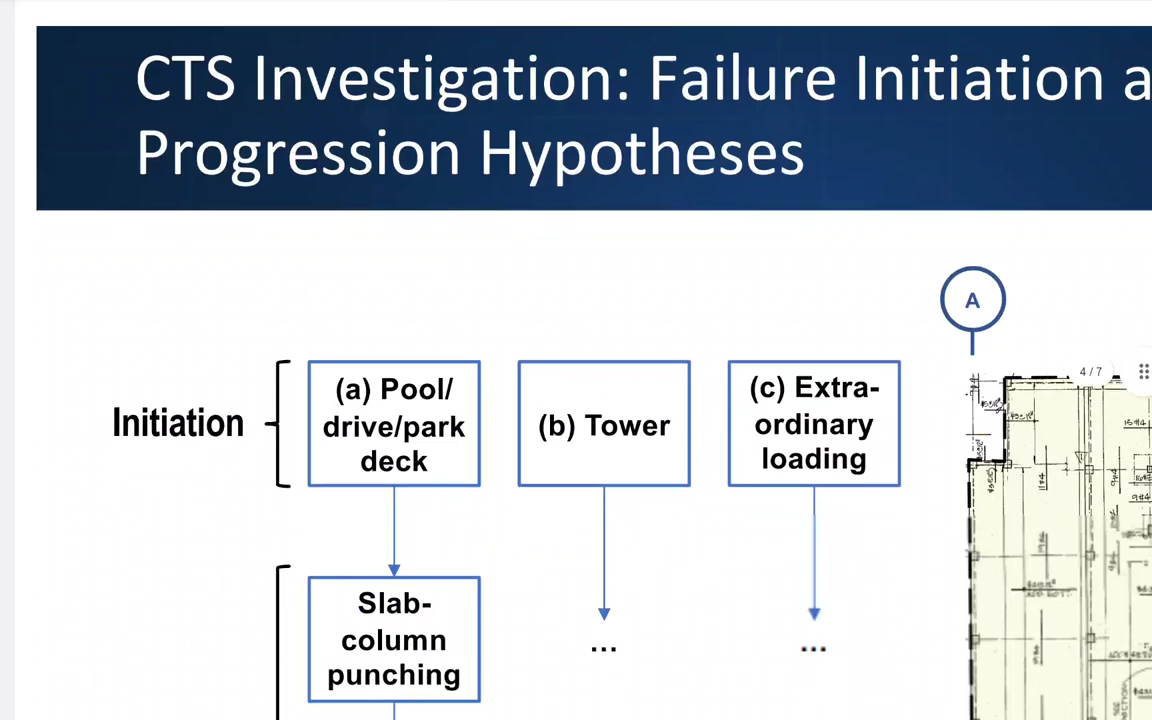 CTS Investigation: Failure Initiation a
Progression Hypotheses
A
4 / 7
Initiation
(a) Pool/
drive/park
deck
(b) Tower
(c) Extra-
ordinary
loading
Slab-
column
punching
...
...